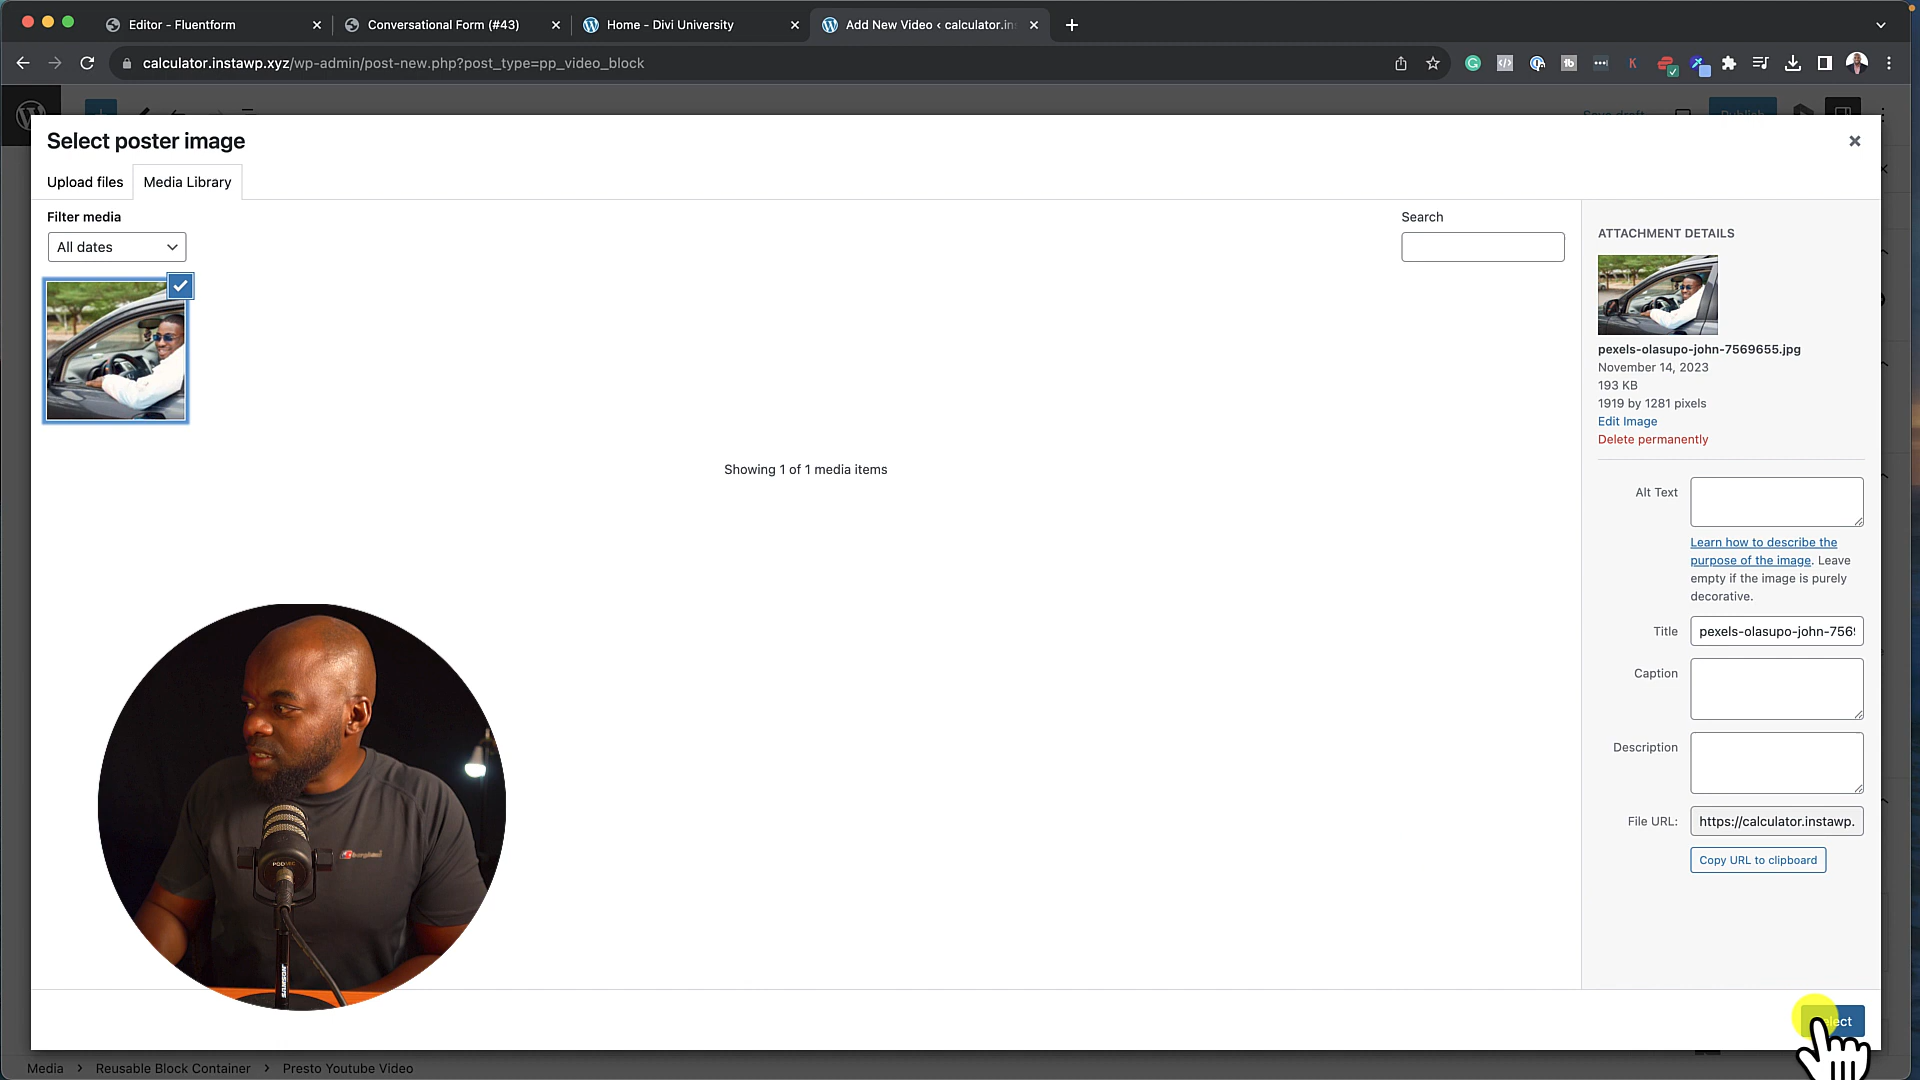 Editor - Fluentform
Conversational Form (#43)
Home - Divi University
Add New Video ‹ calculator.in
calculator.instawp.xyz/wp-admin/post-new.php?post_type=pp_video_block
Save draft
Publish
Select poster image
Upload files
Media Library
Filter media
All dates
Search
Showing 1 of 1 media items
ATTACHMENT DETAILS
pexels-olasupo-john-7569655.jpg
November 14, 2023
193 KB
1919 by 1281 pixels
Edit Image
Delete permanently
Alt Text
Learn how to describe the
purpose of the image. Leave
empty if the image is purely
decorative.
Title
pexels-olasupo-john-756
Caption
Description
File URL:
https://calculator.instawp.
Copy URL to clipboard
PODMIC
SAMSON
Media
Reusable Block Container
Presto Youtube Video